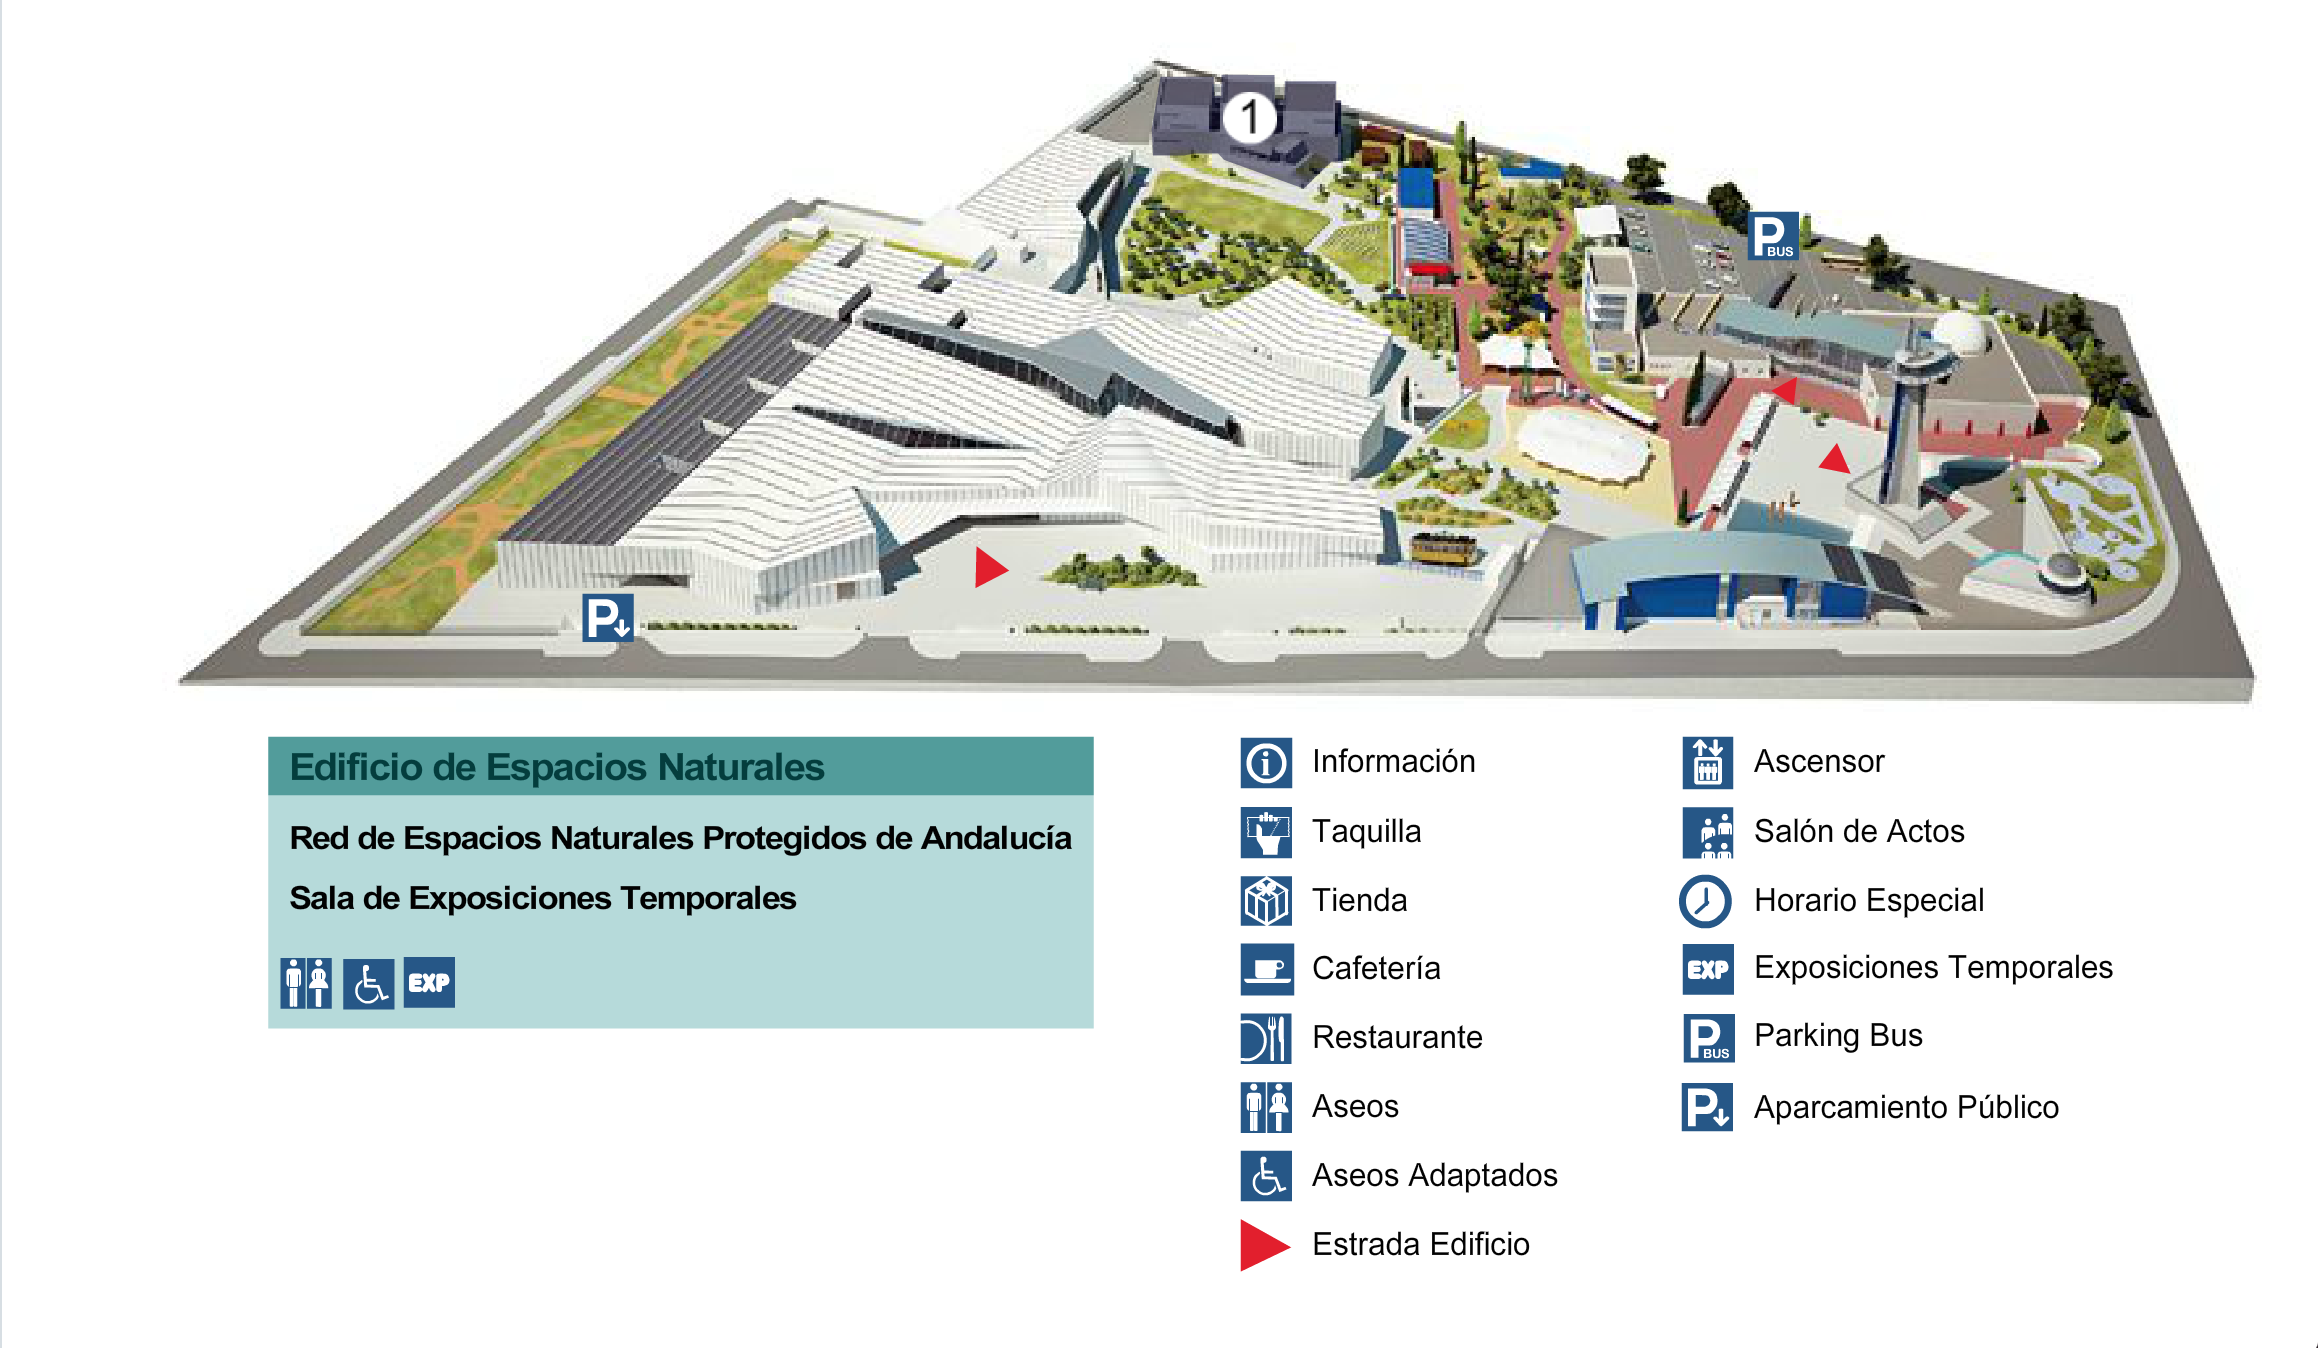 1
P
BUS
P
Edificio de Espacios Naturales
Red de Espacios Naturales Protegidos de Andalucía
Sala de Exposiciones Temporales
EXP
Información
Taquilla
Tienda
Cafetería
Restaurante
Aseos
Aseos Adaptados
Estrada Edificio
Ascensor
Salón de Actos
Horario Especial
EXP Exposiciones Temporales
P BUS Parking Bus
P Aparcamiento Público